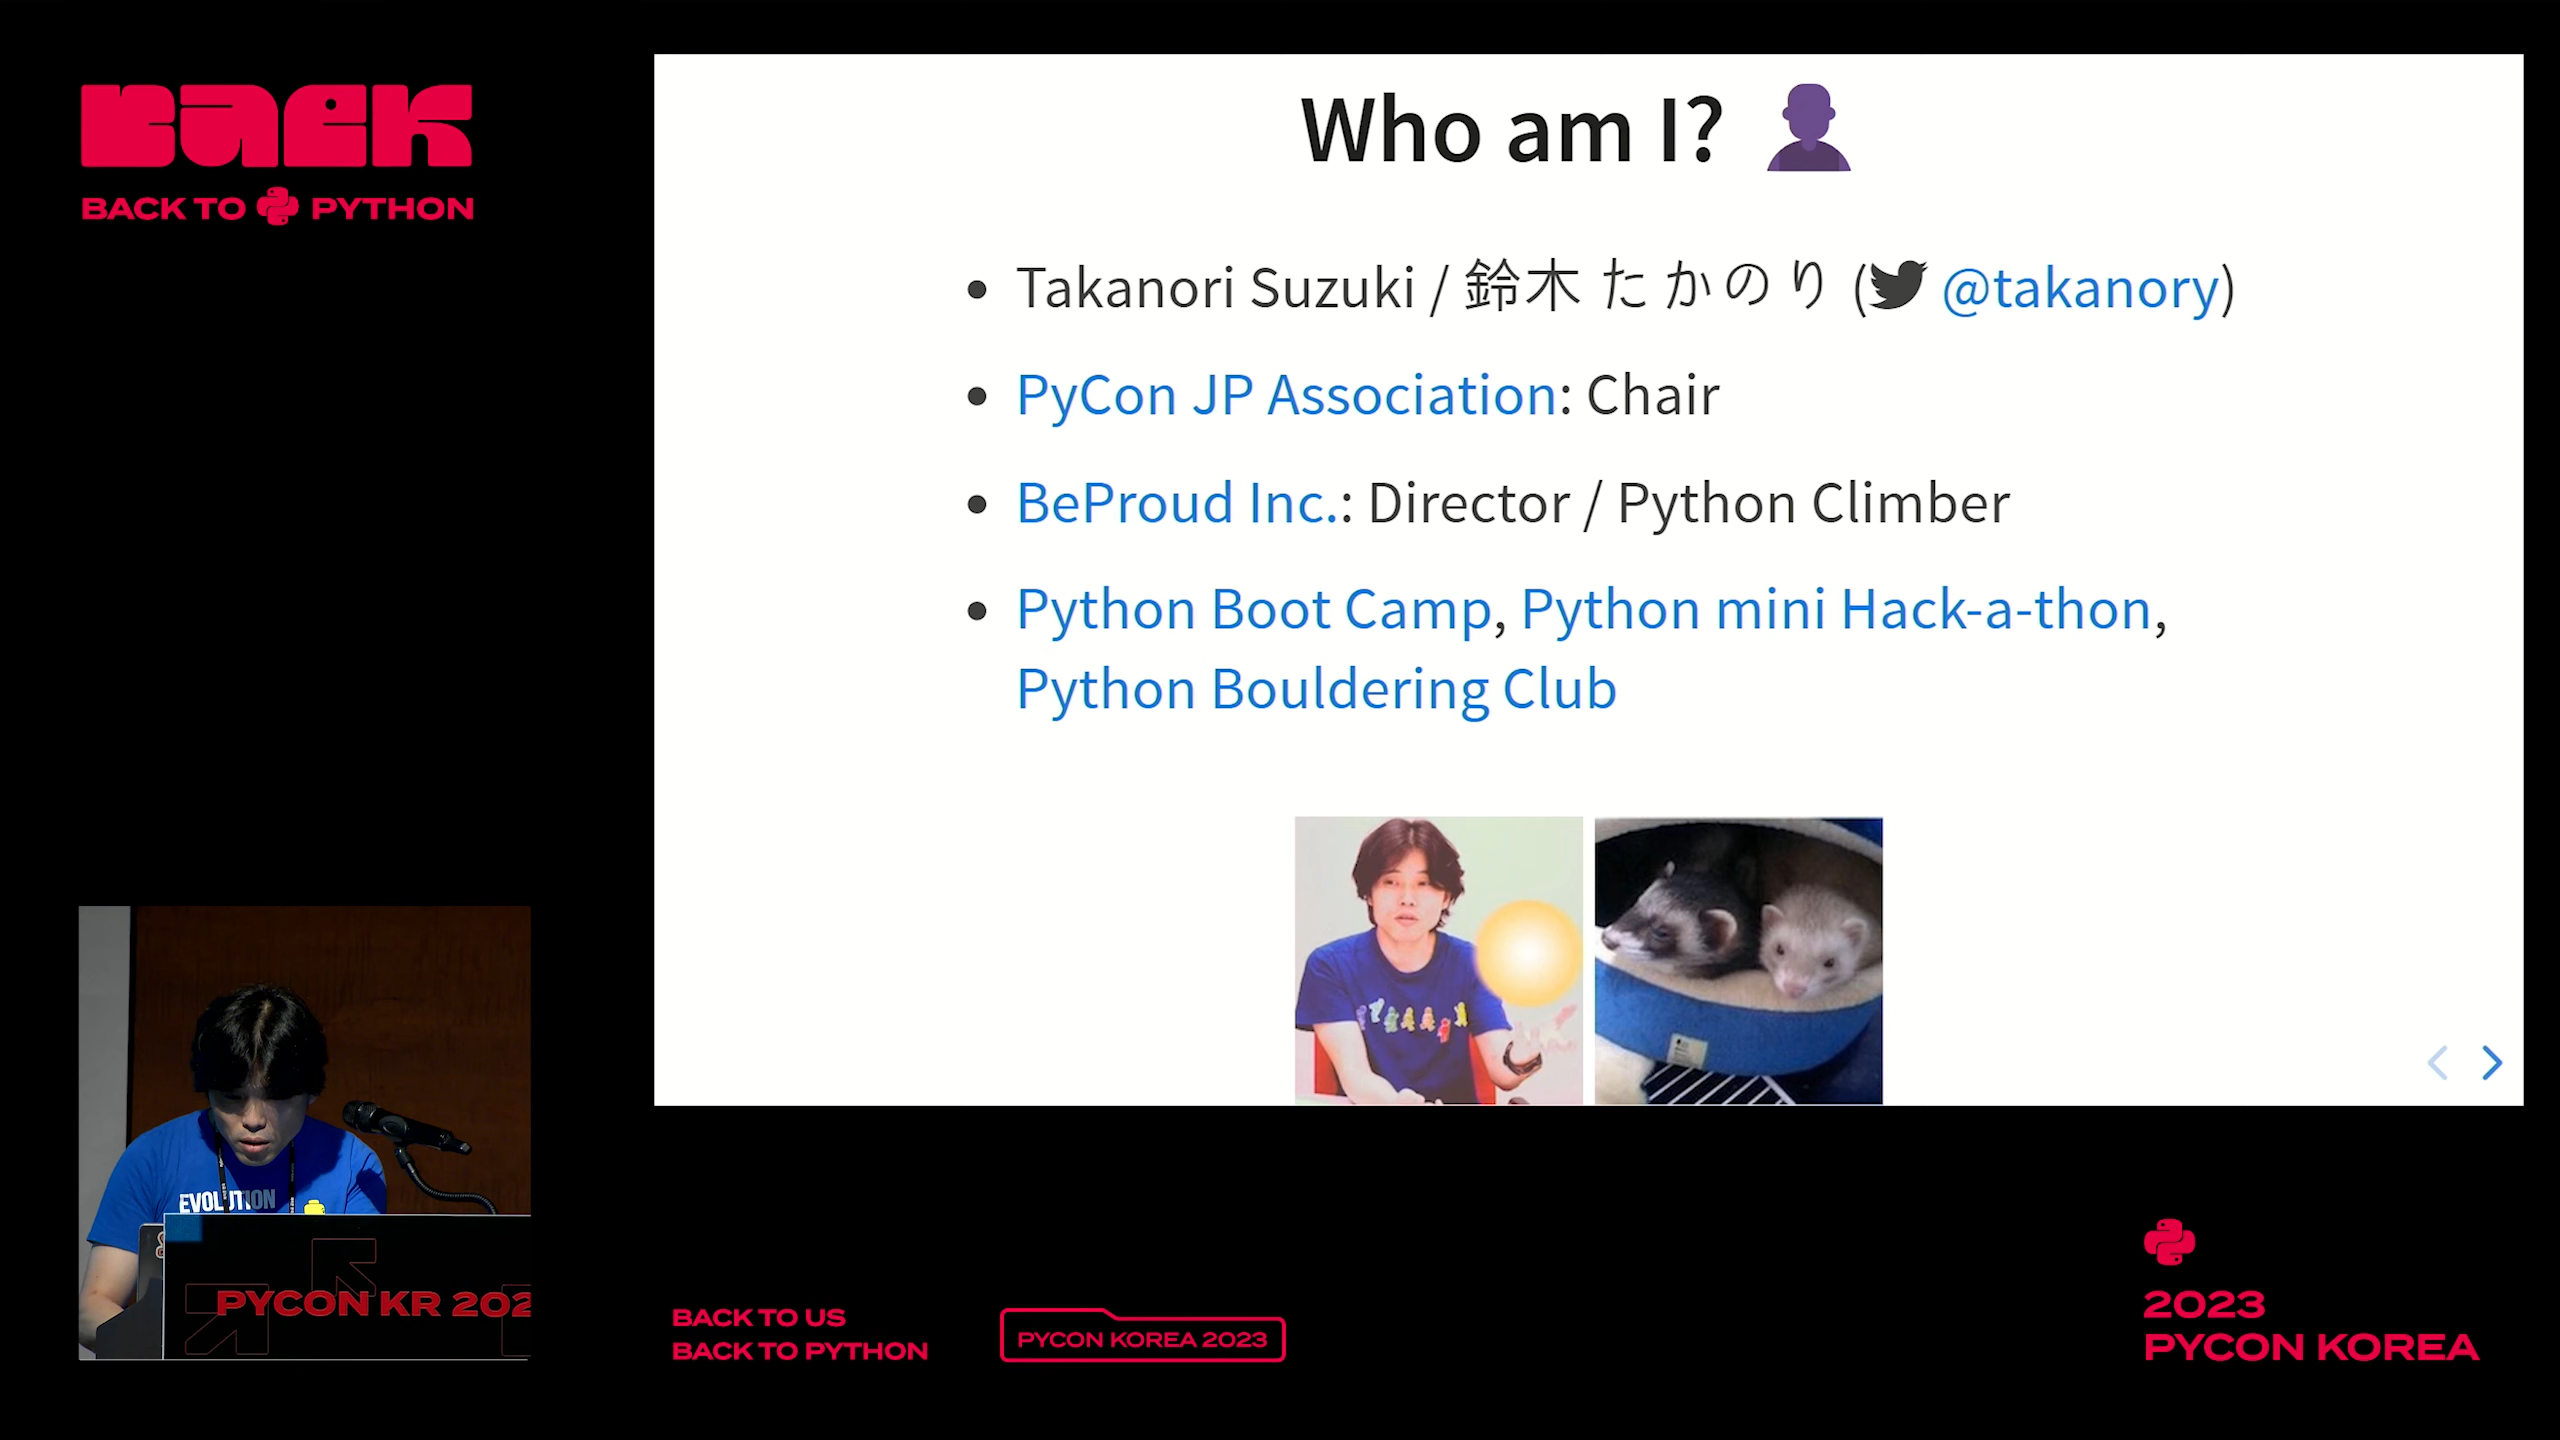 BACK
BACK TO PYTHON
Who am I?
Takanori Suzuki / 鈴木 たかのり ( @takanory)
PyCon JP Association: Chair
BeProud Inc.: Director / Python Climber
Python Boot Camp, Python mini Hack-a-thon,
Python Bouldering Club
EVOLUTION
PYCON KR 202
BACK TO US
BACK TO PYTHON
PYCON KOREA 2023
2023
PYCON KOREA